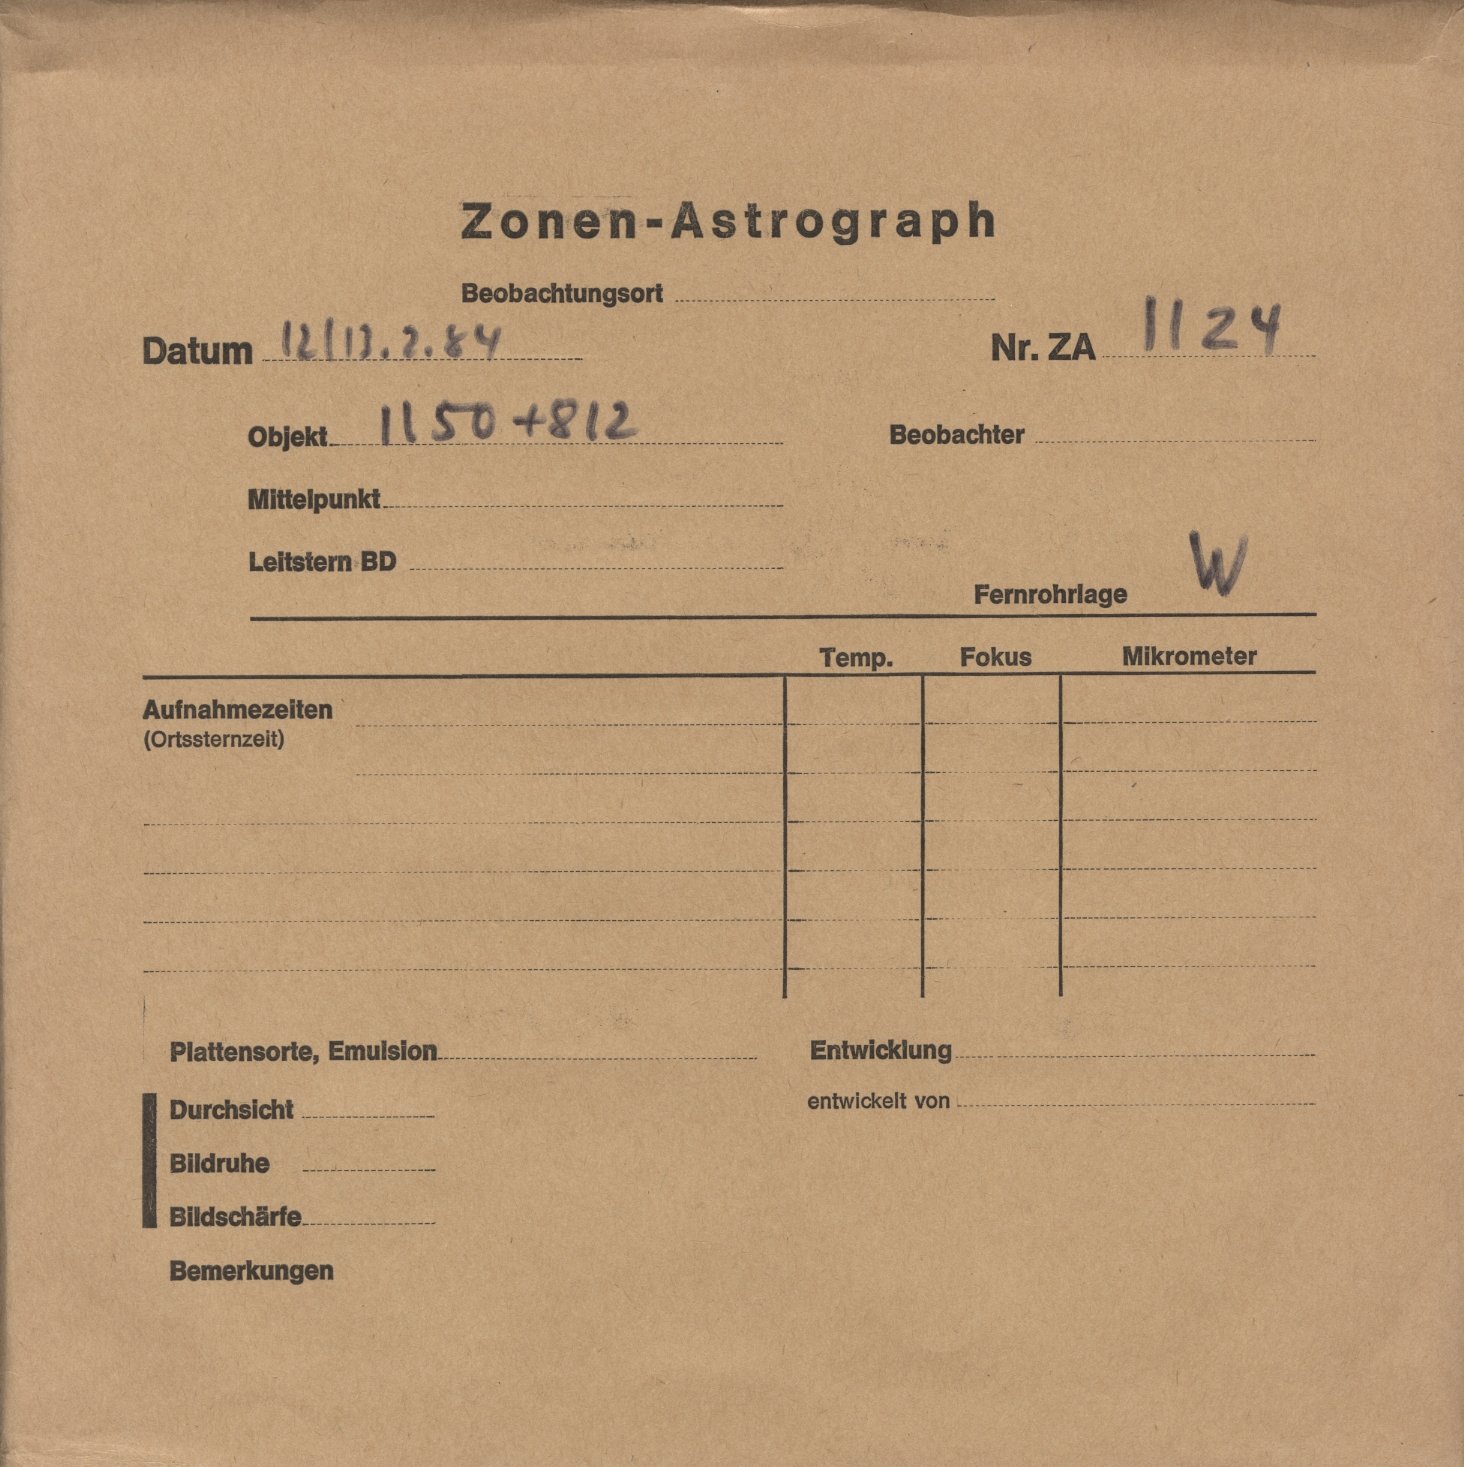 Zonen-Astrograph
Beobachtungsort
Datum 12/13.2.84
Nr. ZA 1124
Objekt 1150+812
Beobachter
Mittelpunkt
Leitstern BD
Fernrohrlage W
Temp. Fokus Mikrometer
Aufnahmezeiten
(Ortssternzeit)
Plattensorte, Emulsion
Entwicklung
Durchsicht
entwickelt von
Bildruhe
Bildschärfe
Bemerkungen